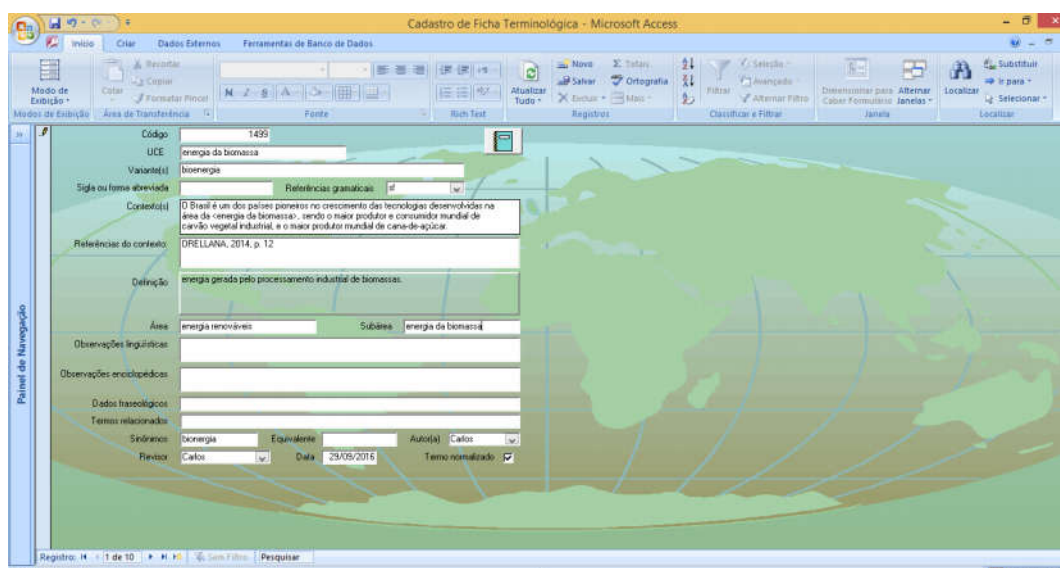 Cadastro de Ficha Terminológica - Microsoft Access
Início Criar Dados Externos Ferramentas de Banco de Dados
Modo de Exibição
Modos de Exibição
Colar
Recortar
Copiar
Formatar Pincel
Área de Transferência
N I S A
Fonte
Rich Text
Atualizar Tudo
Novo
Salvar
Excluir
Totais
Ortografia
Mais
Registros
Filtrar
Seleção
Avançado
Alternar Filtro
Classificar e Filtrar
Dimensionar para Caber Formulário
Alternar Janelas
Janela
Localizar
Substituir
Ir para
Selecionar
Localizar
Painel de Navegação
Código 1499
UCE energia da biomassa
Variante(s) bioenergia
Sigla ou forma abreviada Referências gramaticais sf
Contexto(s) O Brasil é um dos países pioneiros no crescimento das tecnologias desenvolvidas na
área da <energia da biomassa>, sendo o maior produtor e consumidor mundial de
carvão vegetal industrial, e o maior produtor mundial de cana-de-açúcar.
Referências do contexto ORELLANA, 2014, p. 12
Definição energia gerada pelo processamento industrial de biomassas.
Área energia renováveis Subárea energia da biomassa
Observações linguísticas
Observações enciclopédicas
Dados fraseológicos
Termos relacionados
Sinônimos bionergia Equivalente Autor(a) Carlos
Revisor Carlos Data 29/09/2016 Termo normalizado
Registro: 1 de 10 Sem Filtro Pesquisar